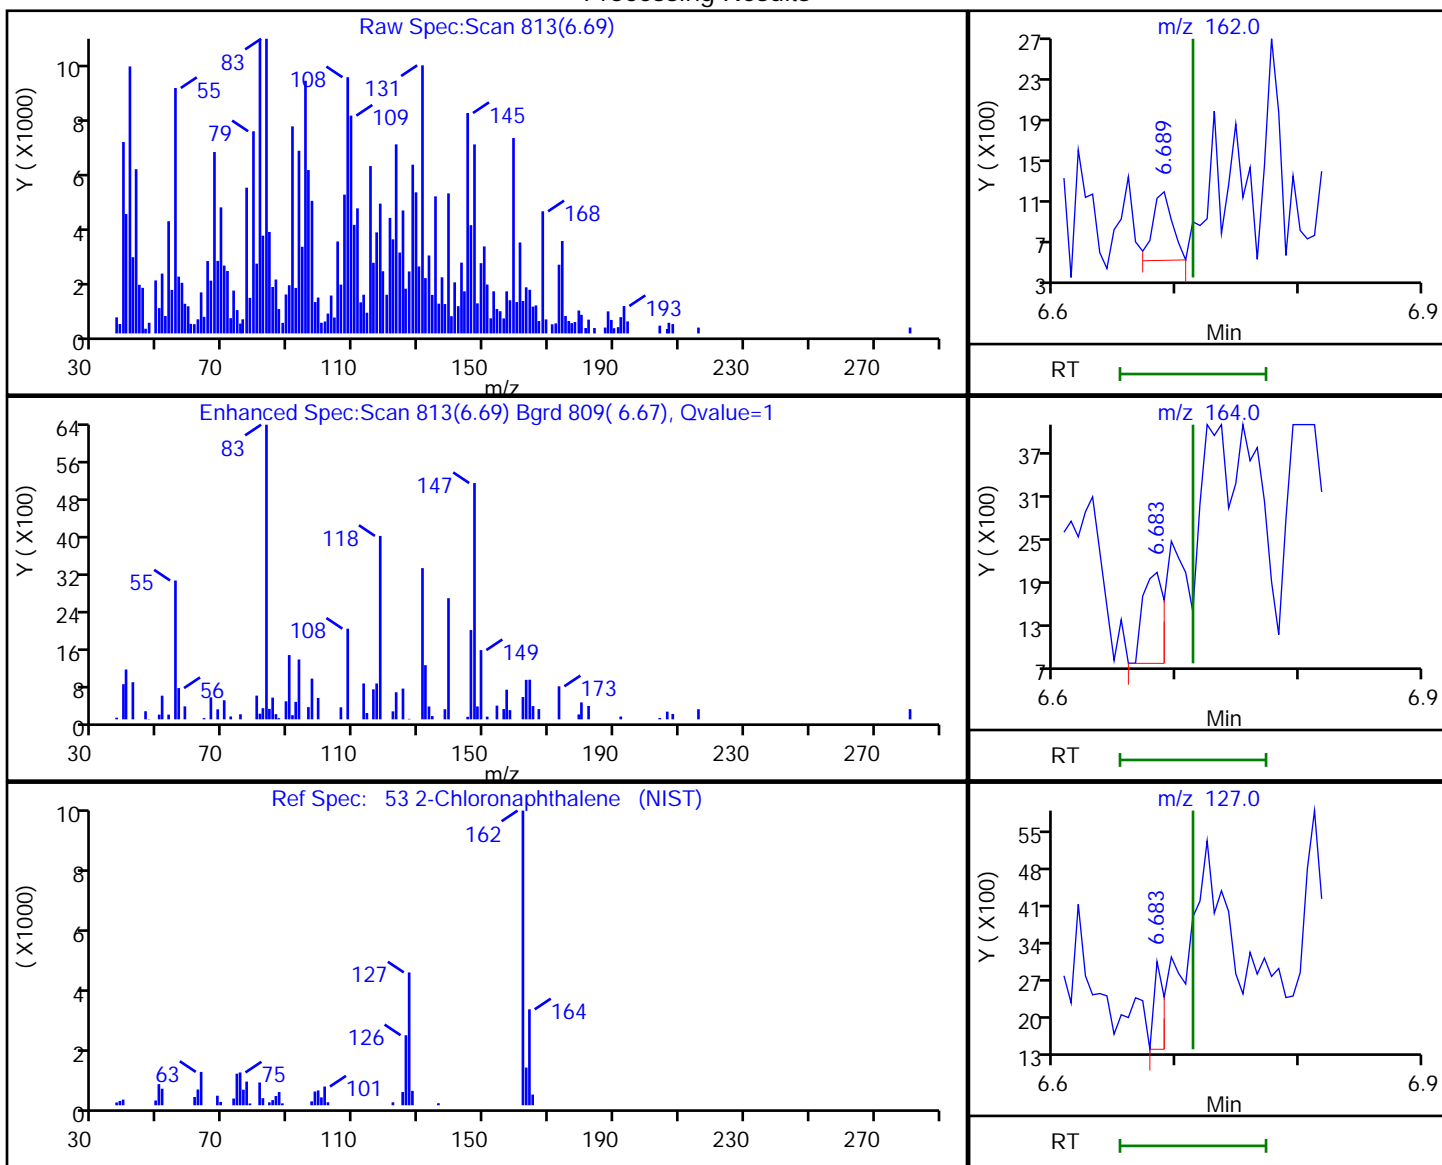 Processing Results
Raw Spec:Scan 813(6.69)
Y ( X1000)
10
8
6
4
2
0
83
55
79
108
109
131
145
168
193
30 70 110 150 190 230 270
m/z
m/z 162.0
Y ( X100)
27
23
19
15
11
7
3
6.689
6.6 6.9
Min
RT
Enhanced Spec:Scan 813(6.69) Bgrd 809( 6.67), Qvalue=1
Y ( X100)
64
56
48
40
32
24
16
8
0
83
147
118
55
108
149
56
173
30 70 110 150 190 230 270
m/z
m/z 164.0
Y ( X100)
37
31
25
19
13
7
6.683
6.6 6.9
Min
RT
Ref Spec: 53 2-Chloronaphthalene (NIST)
( X1000)
10
8
6
4
2
0
162
127
164
126
63
75
101
30 70 110 150 190 230 270
m/z 127.0
Y ( X100)
55
48
41
34
27
20
13
6.683
6.6 6.9
Min
RT